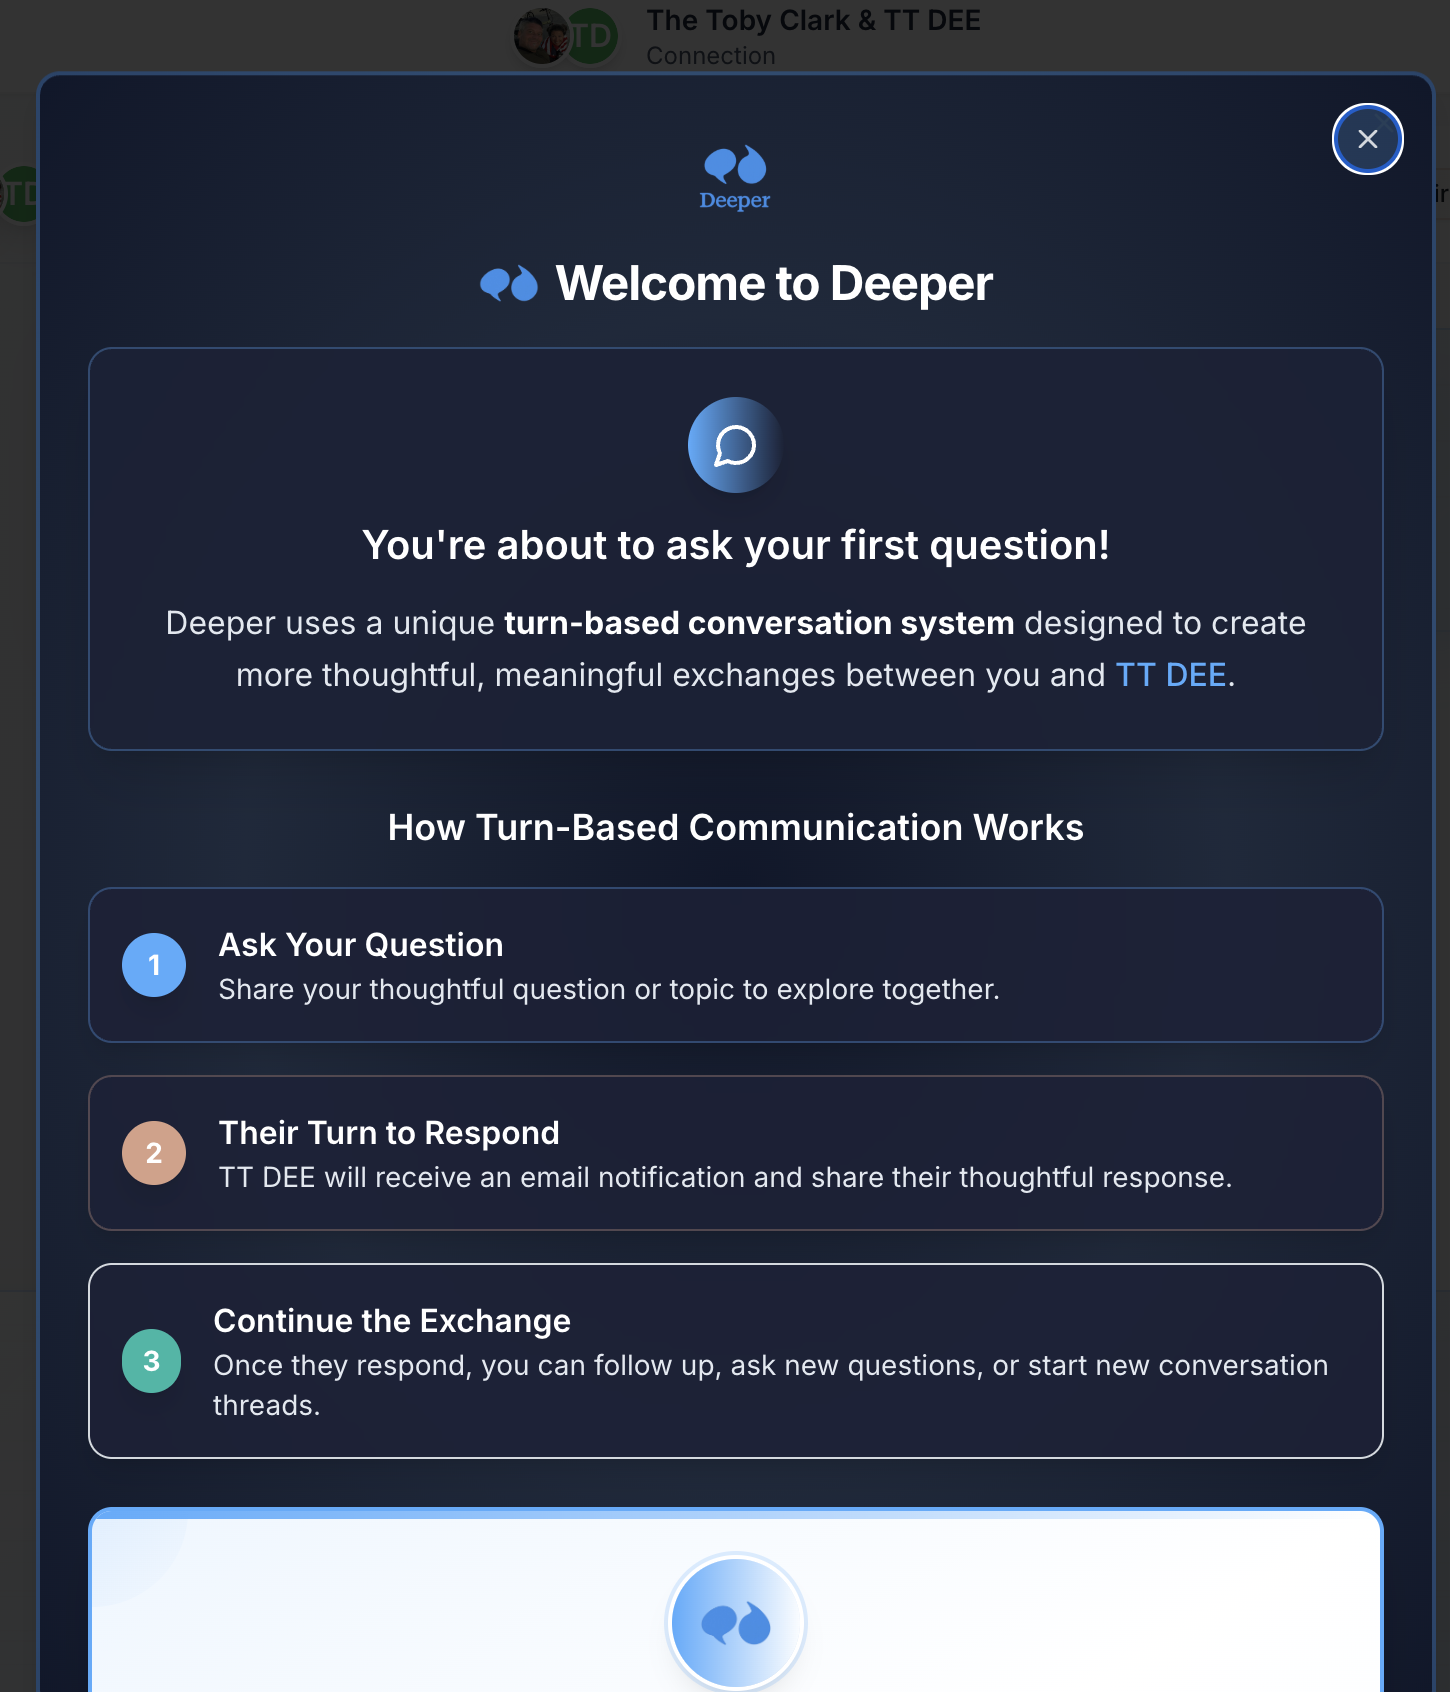 The Toby Clark & TT DEE
TD
Connection
TD
Deeper
Welcome to Deeper
You're about to ask your first question!
Deeper uses a unique turn-based conversation system designed to create
more thoughtful, meaningful exchanges between you and TT DEE.
How Turn-Based Communication Works
1
Ask Your Question
Share your thoughtful question or topic to explore together.
2
Their Turn to Respond
TT DEE will receive an email notification and share their thoughtful response.
3
Continue the Exchange
Once they respond, you can follow up, ask new questions, or start new conversation
threads.